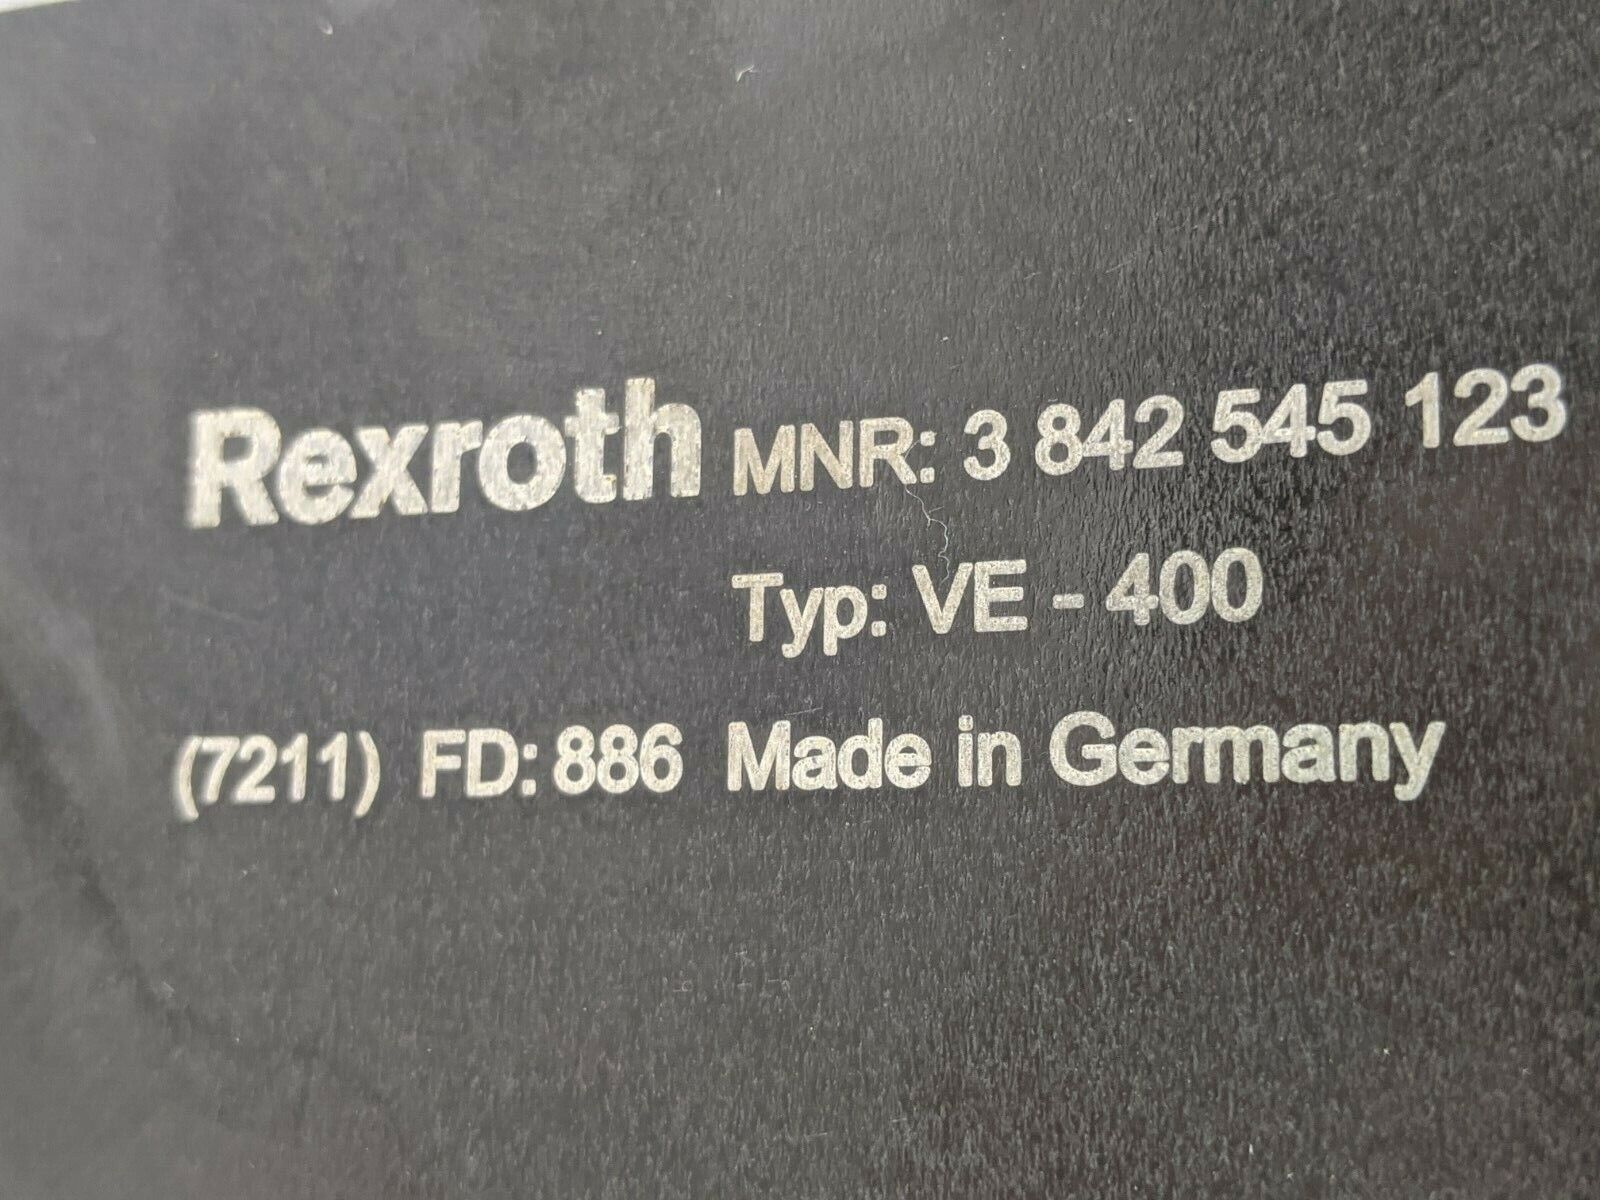 Rexroth MNR: 3 842 545 123
Typ: VE - 400
(7211) FD: 886 Made in Germany